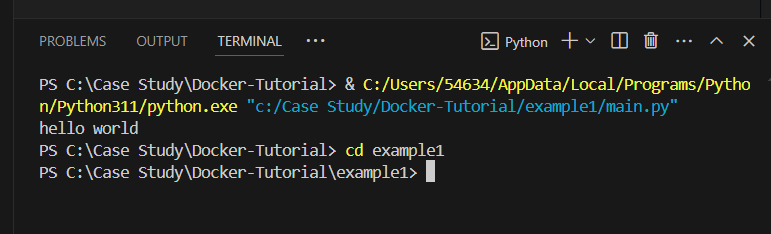 PROBLEMS OUTPUT TERMINAL ··· Python
PS C:\Case Study\Docker-Tutorial> & C:/Users/54634/AppData/Local/Programs/Pytho
n/Python311/python.exe "c:/Case Study/Docker-Tutorial/example1/main.py"
hello world
PS C:\Case Study\Docker-Tutorial> cd example1
PS C:\Case Study\Docker-Tutorial\example1>